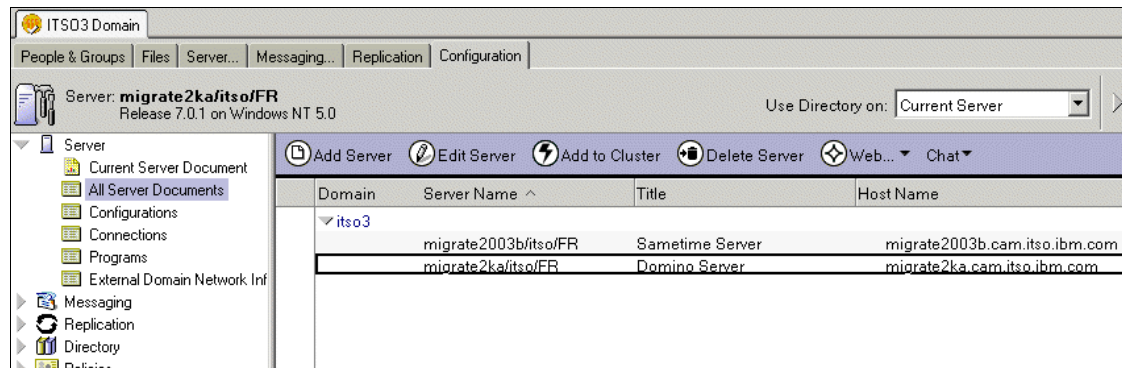 ITSO3 Domain
People & Groups Files Server... Messaging... Replication Configuration
Server: migrate2ka/itso/FR
Release 7.0.1 on Windows NT 5.0
Use Directory on: Current Server
Server
Current Server Document
All Server Documents
Configurations
Connections
Programs
External Domain Network Inf
Messaging
Replication
Directory
Policies
Add Server Edit Server Add to Cluster Delete Server Web... Chat
Domain Server Name Title Host Name
itso3
migrate2003b/itso/FR Sametime Server migrate2003b.cam.itso.ibm.com
migrate2ka/itso/FR Domino Server migrate2ka.cam.itso.ibm.com